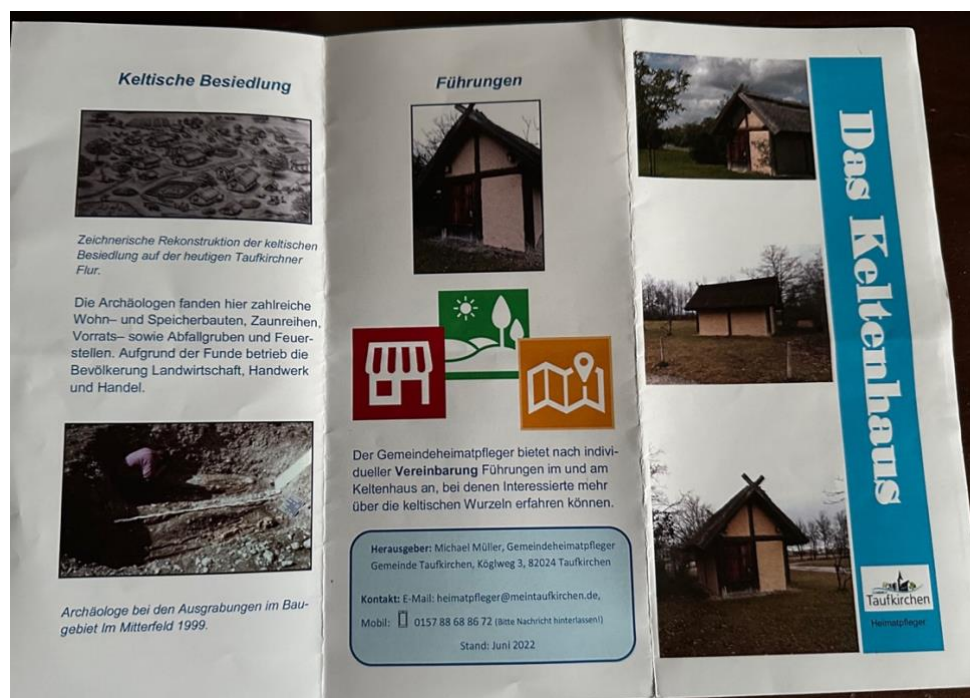 Keltische Besiedlung
Zeichnerische Rekonstruktion der keltischen
Besiedlung auf der heutigen Taufkirchner
Flur.
Die Archäologen fanden hier zahlreiche
Wohn– und Speicherbauten, Zaunreihen,
Vorrats– sowie Abfallgruben und Feuer-
stellen. Aufgrund der Funde betrieb die
Bevölkerung Landwirtschaft, Handwerk
und Handel.
Archäologe bei den Ausgrabungen im Bau-
gebiet Im Mitterfeld 1999.
Führungen
Der Gemeindeheimatpfleger bietet nach indivi-
dueller Vereinbarung Führungen im und am
Keltenhaus an, bei denen Interessierte mehr
über die keltischen Wurzeln erfahren können.
Herausgeber: Michael Müller, Gemeindeheimatpfleger
Gemeinde Taufkirchen, Köglweg 3, 82024 Taufkirchen
Kontakt: E-Mail: heimatpfleger@meintaufkirchen.de,
Mobil: 0157 88 68 86 72 (Bitte Nachricht hinterlassen!)
Stand: Juni 2022
Das Keltenhaus
Taufkirchen
Heimatpfleger